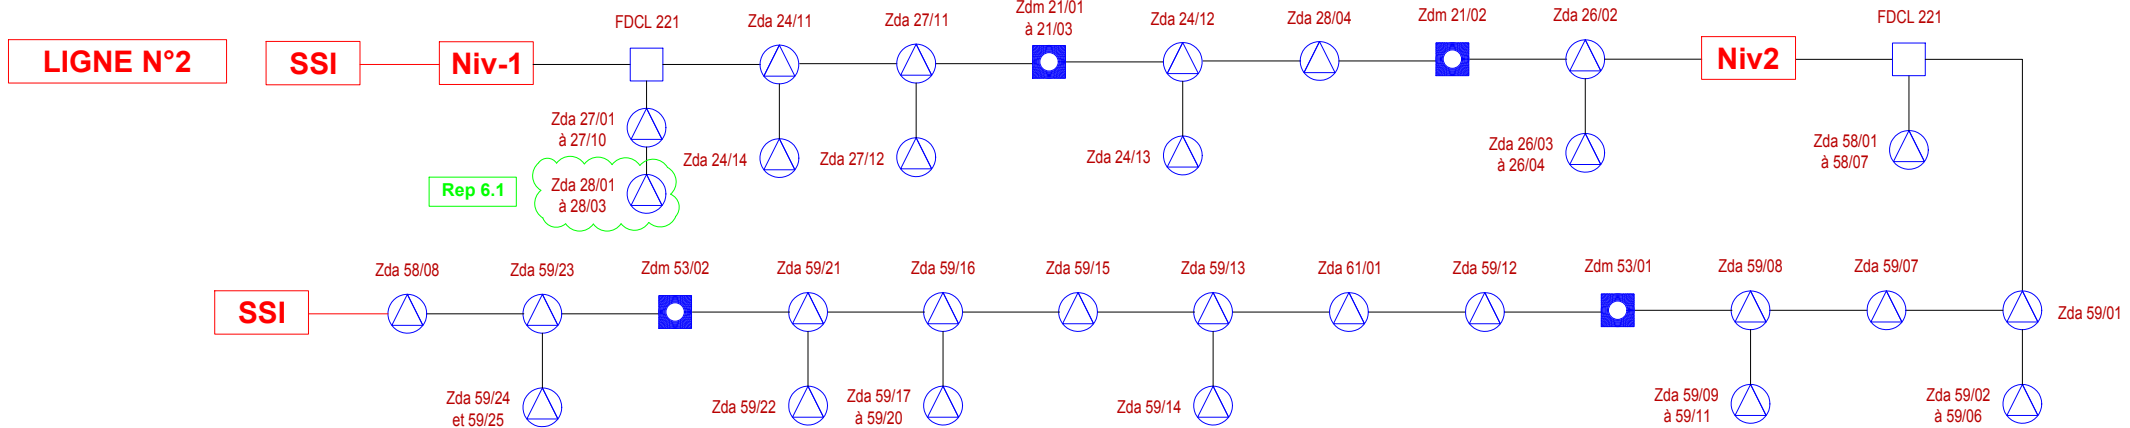 LIGNE N°2
SSI
Niv-1
FDCL 221
Zda 24/11
Zda 27/11
Zdm 21/01
à 21/03
Zda 24/12
Zda 28/04
Zdm 21/02
Zda 26/02
Niv2
FDCL 221
Zda 27/01
à 27/10
Zda 24/14
Zda 27/12
Zda 24/13
Zda 26/03
à 26/04
Zda 58/01
à 58/07
Rep 6.1
Zda 28/01
à 28/03
SSI
Zda 58/08
Zda 59/23
Zdm 53/02
Zda 59/21
Zda 59/16
Zda 59/15
Zda 59/13
Zda 61/01
Zda 59/12
Zdm 53/01
Zda 59/08
Zda 59/07
Zda 59/01
Zda 59/24
et 59/25
Zda 59/22
Zda 59/17
à 59/20
Zda 59/14
Zda 59/09
à 59/11
Zda 59/02
à 59/06